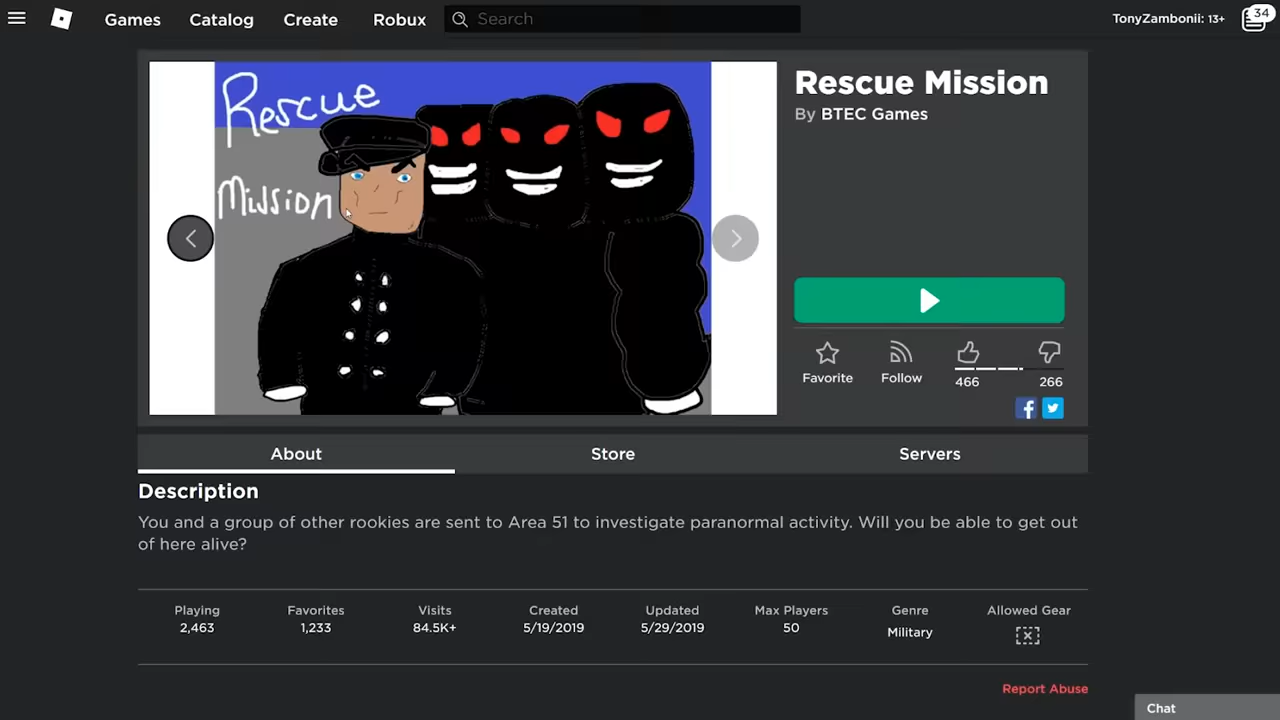 Games
Catalog
Create
Robux
Search
TonyZambonii: 13+
34
Rescue
Mission
Rescue Mission
By BTEC Games
Favorite
Follow
466
266
About
Store
Servers
Description
You and a group of other rookies are sent to Area 51 to investigate paranormal activity. Will you be able to get out
of here alive?
Playing
2,463
Favorites
1,233
Visits
84.5K+
Created
5/19/2019
Updated
5/29/2019
Max Players
50
Genre
Military
Allowed Gear
Report Abuse
Chat